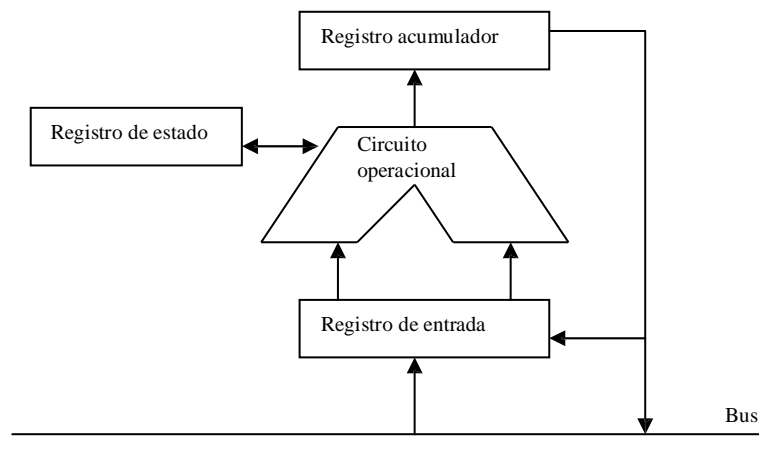 Registro acumulador
Registro de estado
Circuito
operacional
Registro de entrada
Bus